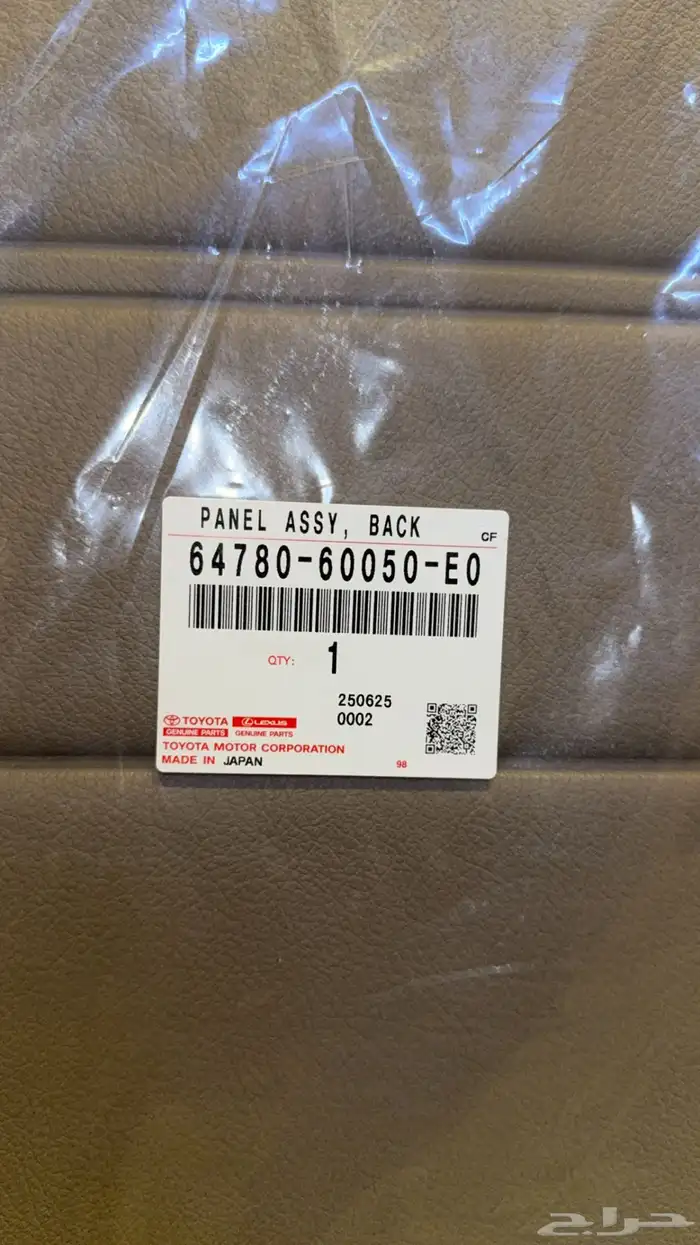 PANEL ASSY, BACK
CF
64780-60050-E0
QTY: 1
250625
0002
TOYOTA LEXUS
GENUINE PARTS GENUINE PARTS
TOYOTA MOTOR CORPORATION
MADE IN JAPAN
98
حراج